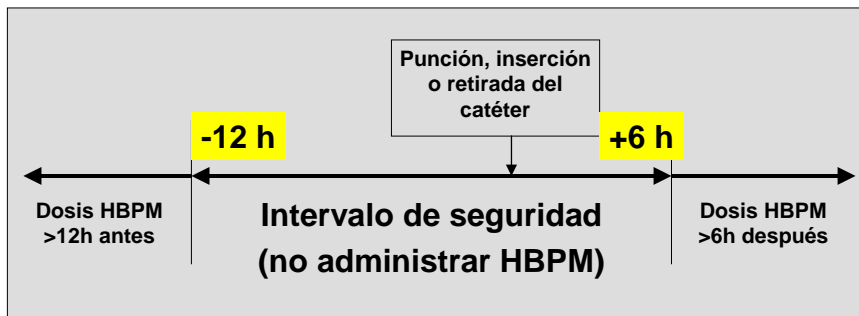 Punción, inserción
o retirada del
catéter
-12 h
+6 h
Dosis HBPM
>12h antes
Intervalo de seguridad
(no administrar HBPM)
Dosis HBPM
>6h después